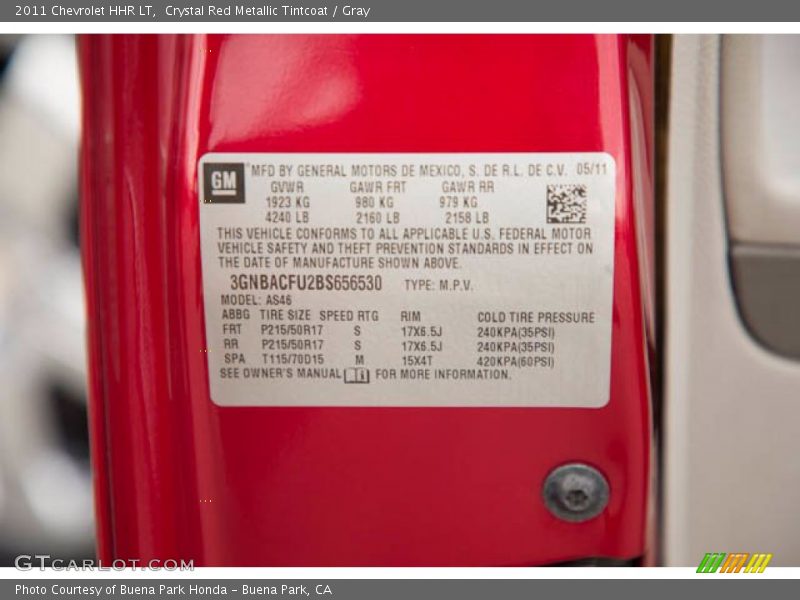 2011 Chevrolet HHR LT,  Crystal Red Metallic Tintcoat / Gray
GM
MFD BY GENERAL MOTORS DE MEXICO, S. DE R.L. DE C.V. 05/11
GVWR GAWR FRT GAWR RR
1923 KG 980 KG 979 KG
4240 LB 2160 LB 2158 LB
THIS VEHICLE CONFORMS TO ALL APPLICABLE U.S. FEDERAL MOTOR
VEHICLE SAFETY AND THEFT PREVENTION STANDARDS IN EFFECT ON
THE DATE OF MANUFACTURE SHOWN ABOVE.
3GNBACFU2BS656530 TYPE: M.P.V.
MODEL: AS46
ABBG TIRE SIZE SPEED RTG RIM COLD TIRE PRESSURE
FRT P215/50R17 S 17X6.5J 240KPA(35PSI)
RR P215/50R17 S 17X6.5J 240KPA(35PSI)
SPA T115/70D15 M 15X4T 420KPA(60PSI)
SEE OWNER'S MANUAL FOR MORE INFORMATION.
GTCARLOT.COM
Photo Courtesy of Buena Park Honda - Buena Park, CA